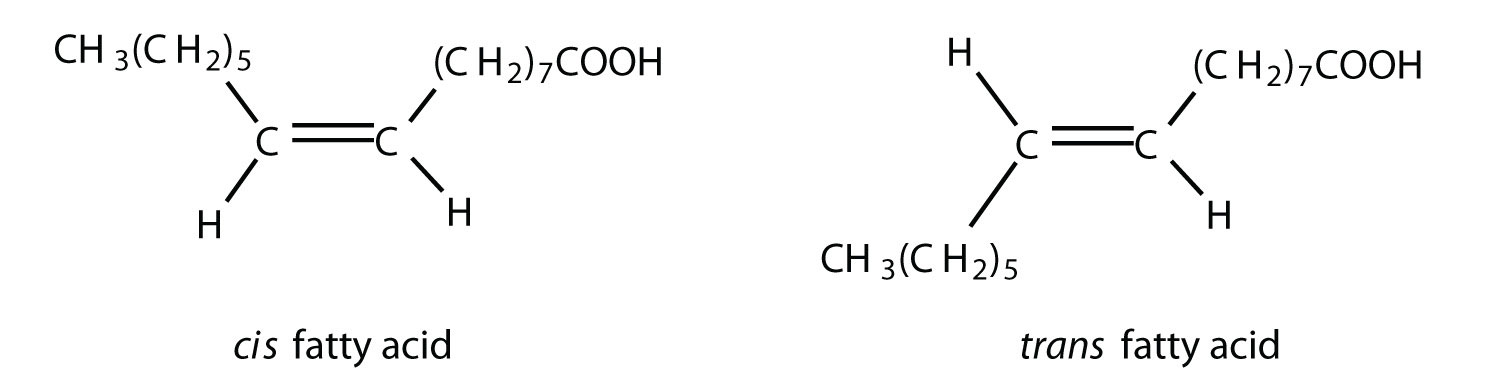 CH₃(CH₂)₅ (CH₂)₇COOH H (CH₂)₇COOH
C C C C
H H H
CH₃(CH₂)₅
cis fatty acid trans fatty acid